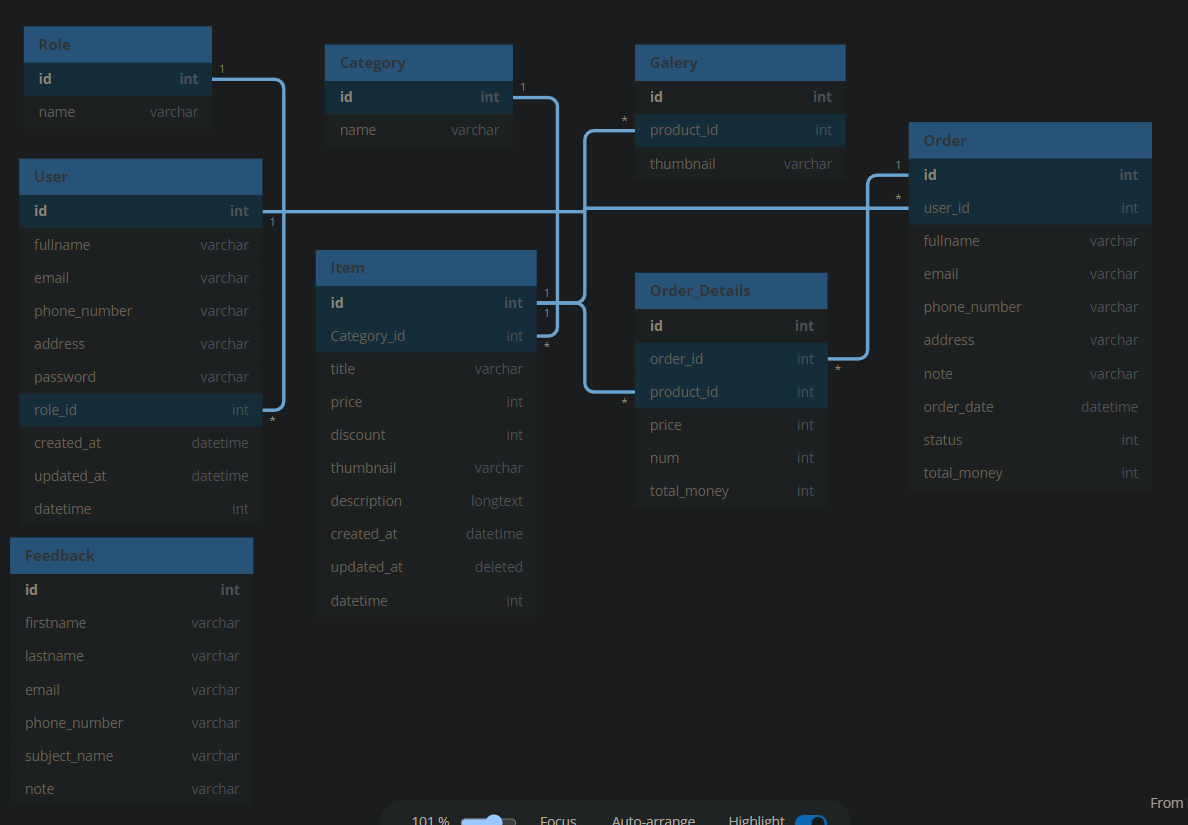 Role
id int
name varchar
1
User
id int
1
fullname varchar
email varchar
phone_number varchar
address varchar
password varchar
role_id int
*
created_at datetime
updated_at datetime
datetime int
Feedback
id int
firstname varchar
lastname varchar
email varchar
phone_number varchar
subject_name varchar
note varchar
Category
id int
1
name varchar
Item
id int
1
1
Category_id int
*
title varchar
price int
discount int
thumbnail varchar
description longtext
created_at datetime
updated_at deleted
datetime int
Galery
id int
*
product_id int
thumbnail varchar
Order_Details
id int
order_id int
*
product_id int
*
price int
num int
total_money int
Order
1
id int
*
user_id int
fullname varchar
email varchar
phone_number varchar
address varchar
note varchar
order_date datetime
status int
total_money int
From
101 % Focus Auto-arrange Highlight